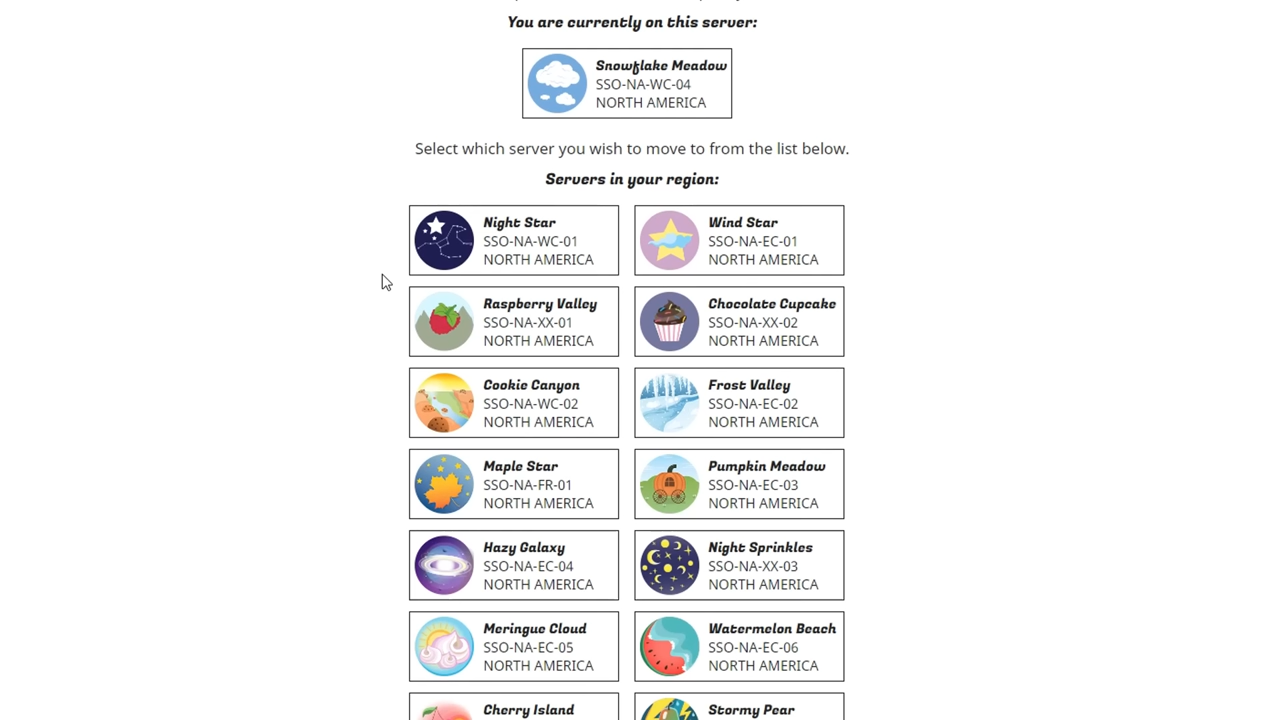 You are currently on this server:
Snowflake Meadow
SSO-NA-WC-04
NORTH AMERICA
Select which server you wish to move to from the list below.
Servers in your region:
Night Star
SSO-NA-WC-01
NORTH AMERICA
Wind Star
SSO-NA-EC-01
NORTH AMERICA
Raspberry Valley
SSO-NA-XX-01
NORTH AMERICA
Chocolate Cupcake
SSO-NA-XX-02
NORTH AMERICA
Cookie Canyon
SSO-NA-WC-02
NORTH AMERICA
Frost Valley
SSO-NA-EC-02
NORTH AMERICA
Maple Star
SSO-NA-FR-01
NORTH AMERICA
Pumpkin Meadow
SSO-NA-EC-03
NORTH AMERICA
Hazy Galaxy
SSO-NA-EC-04
NORTH AMERICA
Night Sprinkles
SSO-NA-XX-03
NORTH AMERICA
Meringue Cloud
SSO-NA-EC-05
NORTH AMERICA
Watermelon Beach
SSO-NA-EC-06
NORTH AMERICA
Cherry Island
Stormy Pear